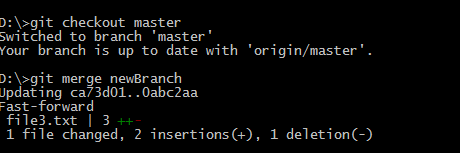 D:\>git checkout master
Switched to branch 'master'
Your branch is up to date with 'origin/master'.
D:\>git merge newBranch
Updating ca73d01..0abc2aa
Fast-forward
file3.txt | 3 ++-
1 file changed, 2 insertions(+), 1 deletion(-)